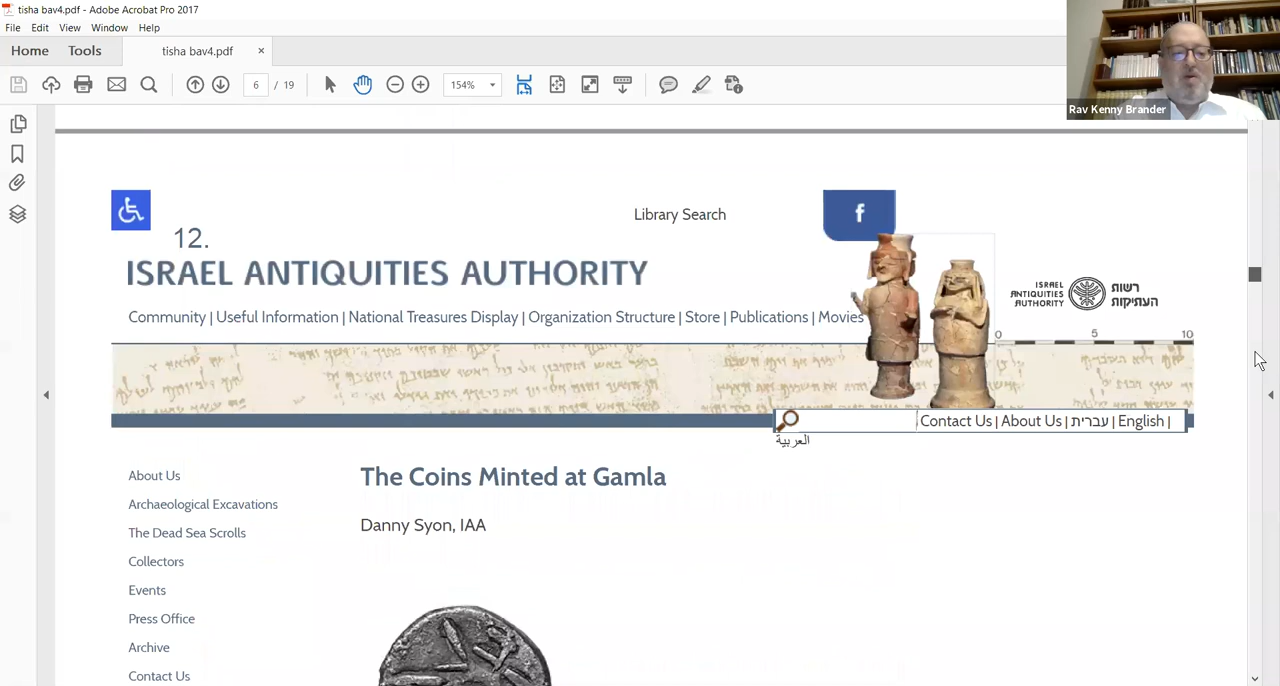 tisha bav4.pdf - Adobe Acrobat Pro 2017
File Edit View Window Help
Home Tools tisha bav4.pdf ×
6 / 19 154%
Rav Kenny Brander
Library Search
f
12.
ISRAEL ANTIQUITIES AUTHORITY
ISRAEL ANTIQUITIES AUTHORITY
רשות העתיקות
Community | Useful Information | National Treasures Display | Organization Structure | Store | Publications | Movies
0 5 10
Contact Us | About Us | עברית | English |
العربية
About Us
Archaeological Excavations
The Dead Sea Scrolls
Collectors
Events
Press Office
Archive
Contact Us
The Coins Minted at Gamla
Danny Syon, IAA